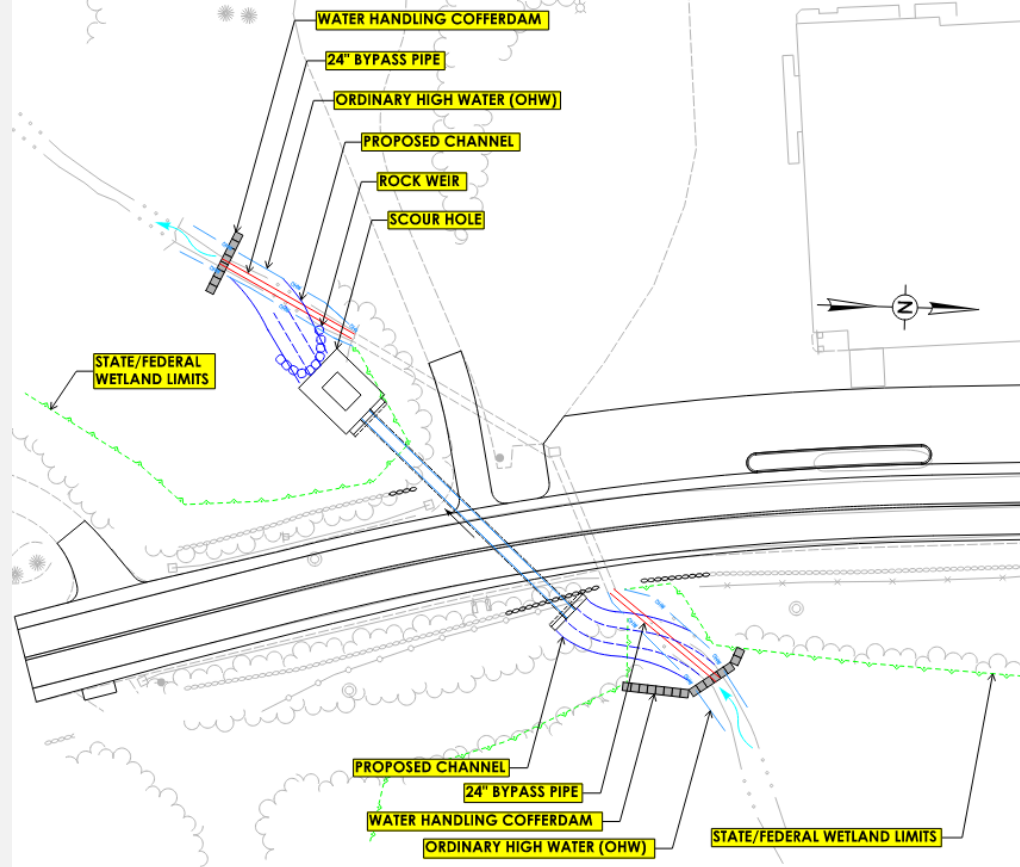 WATER HANDLING COFFERDAM
24" BYPASS PIPE
ORDINARY HIGH WATER (OHW)
PROPOSED CHANNEL
ROCK WEIR
SCOUR HOLE
STATE/FEDERAL
WETLAND LIMITS
N
PROPOSED CHANNEL
24" BYPASS PIPE
WATER HANDLING COFFERDAM
ORDINARY HIGH WATER (OHW)
STATE/FEDERAL WETLAND LIMITS